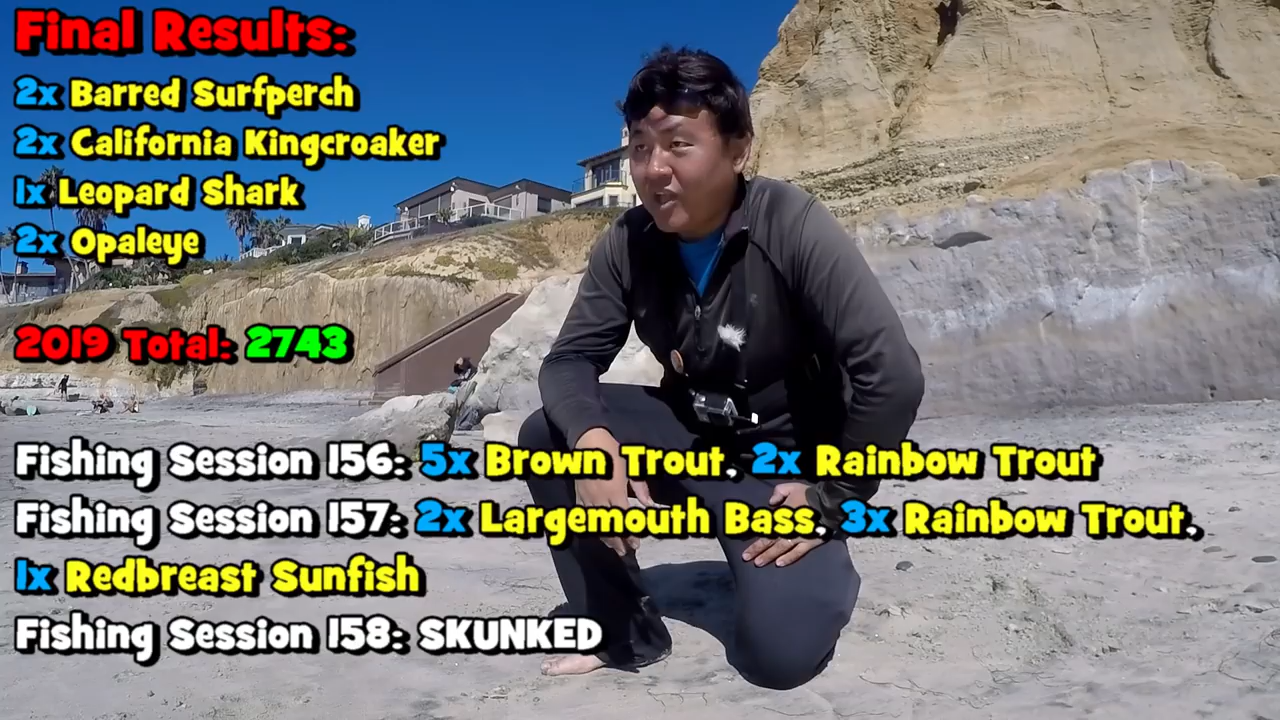 Final Results:
2x Barred Surfperch
2x California Kingcroaker
1x Leopard Shark
2x Opaleye
2019 Total: 2743
Fishing Session 156: 5x Brown Trout, 2x Rainbow Trout
Fishing Session 157: 2x Largemouth Bass, 3x Rainbow Trout,
1x Redbreast Sunfish
Fishing Session 158: SKUNKED